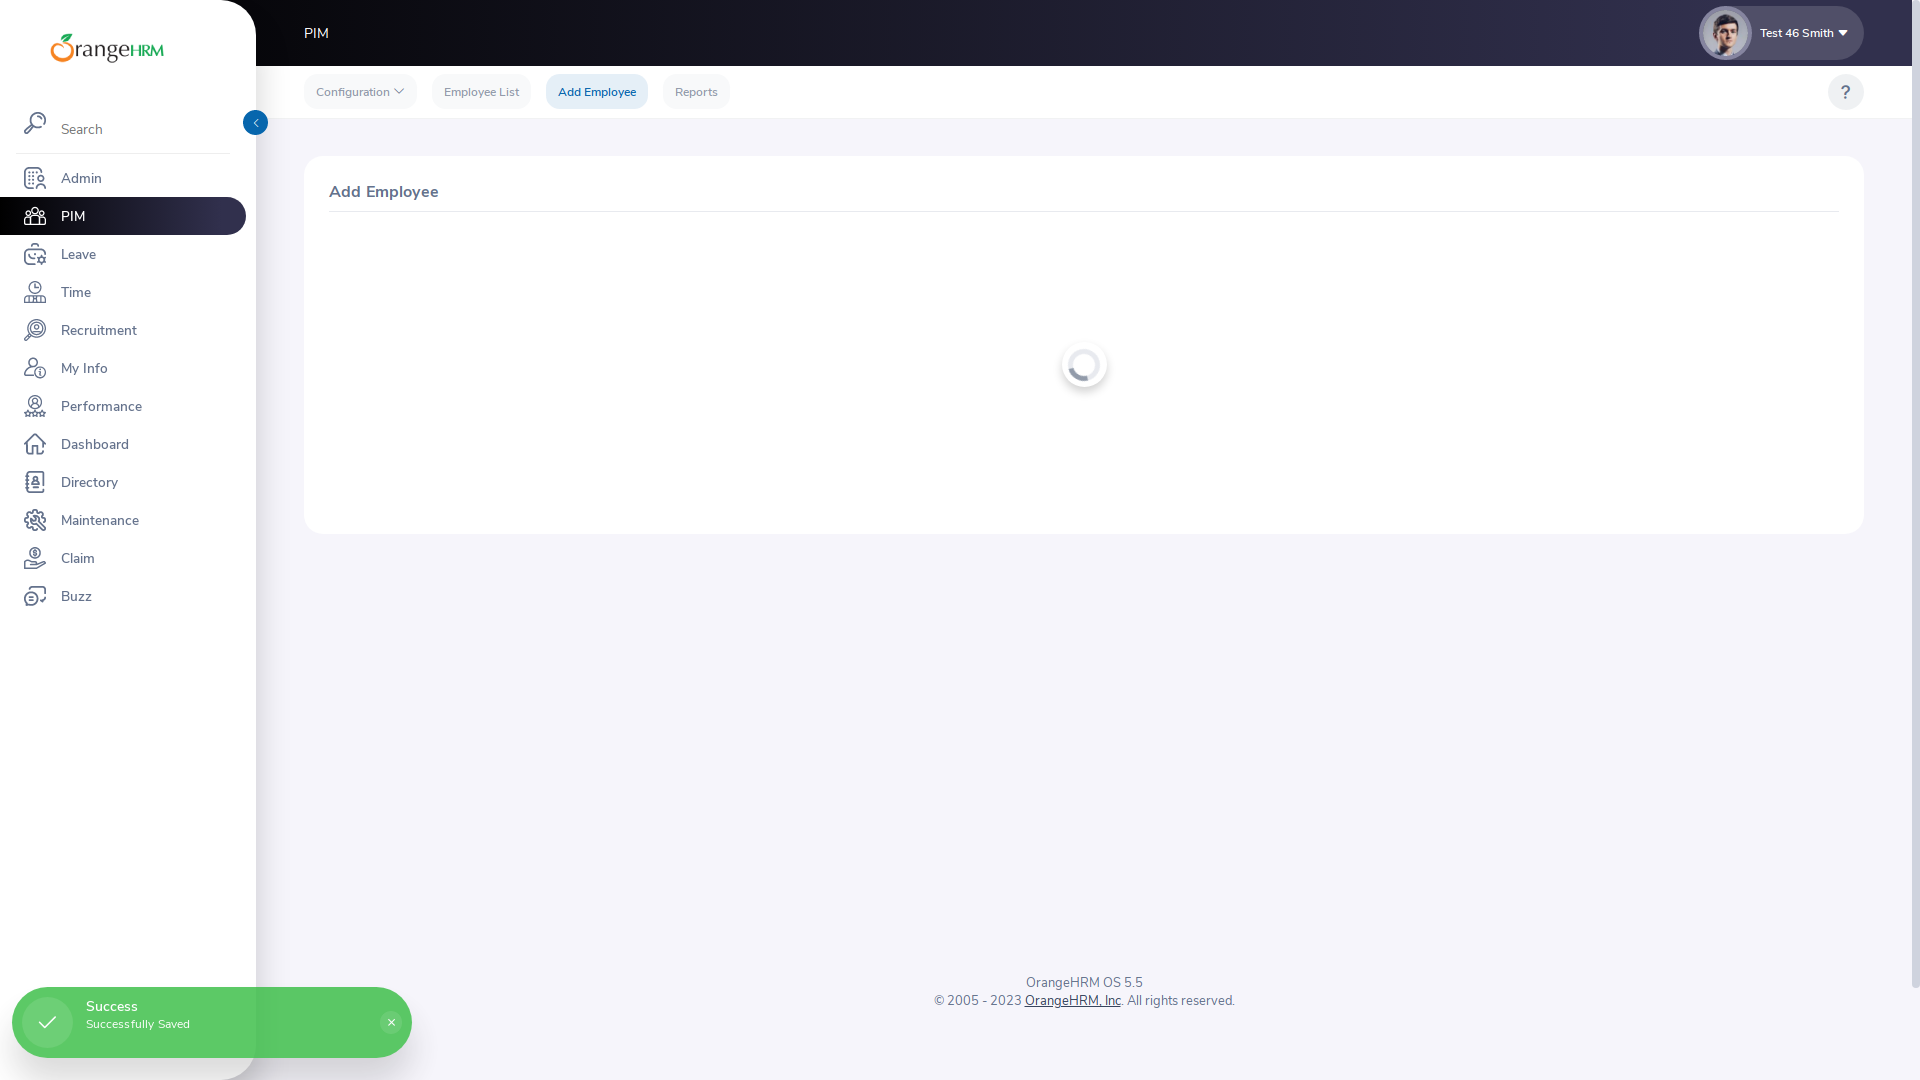 OrangeHRM
Search
Admin
PIM
Leave
Time
Recruitment
My Info
Performance
Dashboard
Directory
Maintenance
Claim
Buzz
PIM
Test 46 Smith
Configuration
Employee List
Add Employee
Reports
?
Add Employee
OrangeHRM OS 5.5
© 2005 - 2023 OrangeHRM, Inc. All rights reserved.
Success
Successfully Saved
×